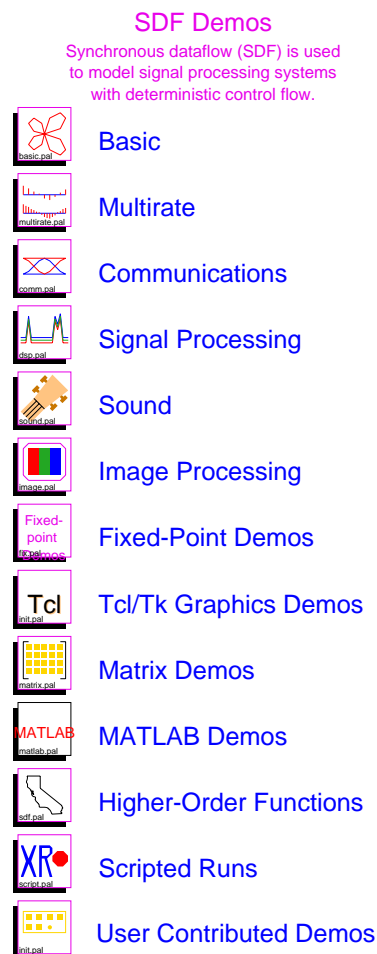 SDF Demos
Synchronous dataflow (SDF) is used
to model signal processing systems
with deterministic control flow.
basic.pal
Basic
multirate.pal
Multirate
comm.pal
Communications
dsp.pal
Signal Processing
sound.pal
Sound
image.pal
Image Processing
Fixed-
point
Demos
Fixed-Point Demos
Tcl
init.pal
Tcl/Tk Graphics Demos
matrix.pal
Matrix Demos
MATLAB
matlab.pal
MATLAB Demos
sdf.pal
Higher-Order Functions
XR
script.pal
Scripted Runs
init.pal
User Contributed Demos